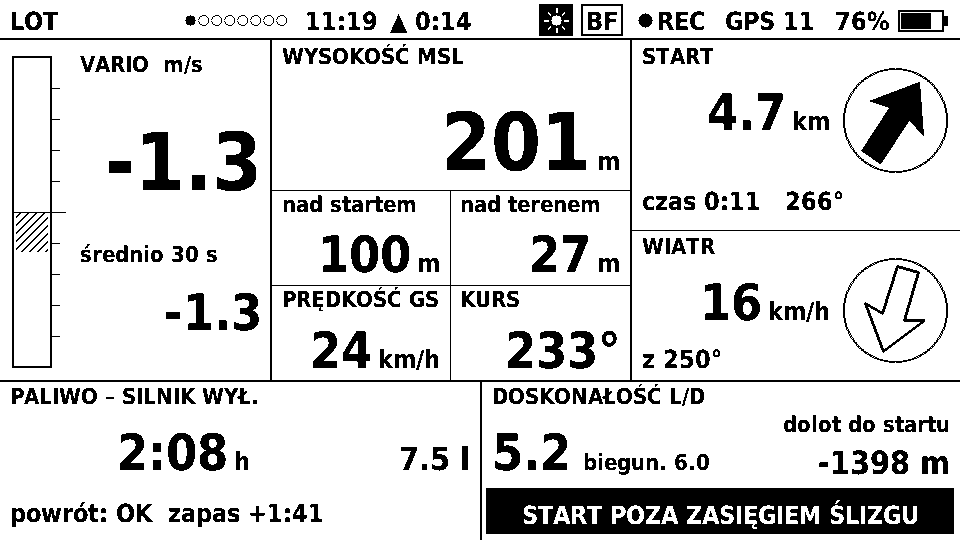 LOT 11:19 ▲ 0:14 BF ●REC GPS 11 76%
VARIO m/s
-1.3
średnio 30 s
-1.3
WYSOKOŚĆ MSL
201 m
nad startem
100 m
nad terenem
27 m
PRĘDKOŚĆ GS
24 km/h
KURS
233°
START
4.7 km
czas 0:11 266°
WIATR
16 km/h
z 250°
PALIWO – SILNIK WYŁ.
2:08 h 7.5 l
powrót: OK zapas +1:41
DOSKONAŁOŚĆ L/D
dolot do startu
5.2 biegun. 6.0 -1398 m
START POZA ZASIĘGIEM ŚLIZGU